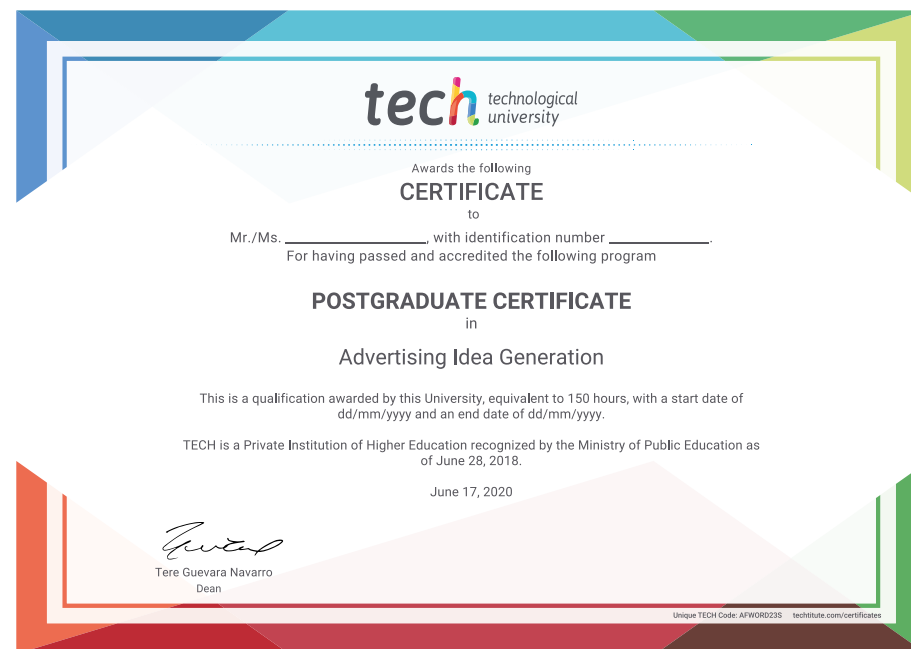 tech technological
university
Awards the following
CERTIFICATE
to
Mr./Ms. ____________________, with identification number ______________.
For having passed and accredited the following program
POSTGRADUATE CERTIFICATE
in
Advertising Idea Generation
This is a qualification awarded by this University, equivalent to 150 hours, with a start date of
dd/mm/yyyy and an end date of dd/mm/yyyy.
TECH is a Private Institution of Higher Education recognized by the Ministry of Public Education as
of June 28, 2018.
June 17, 2020
Tere Guevara Navarro
Dean
Unique TECH Code: AFWORD23S techtitute.com/certificates